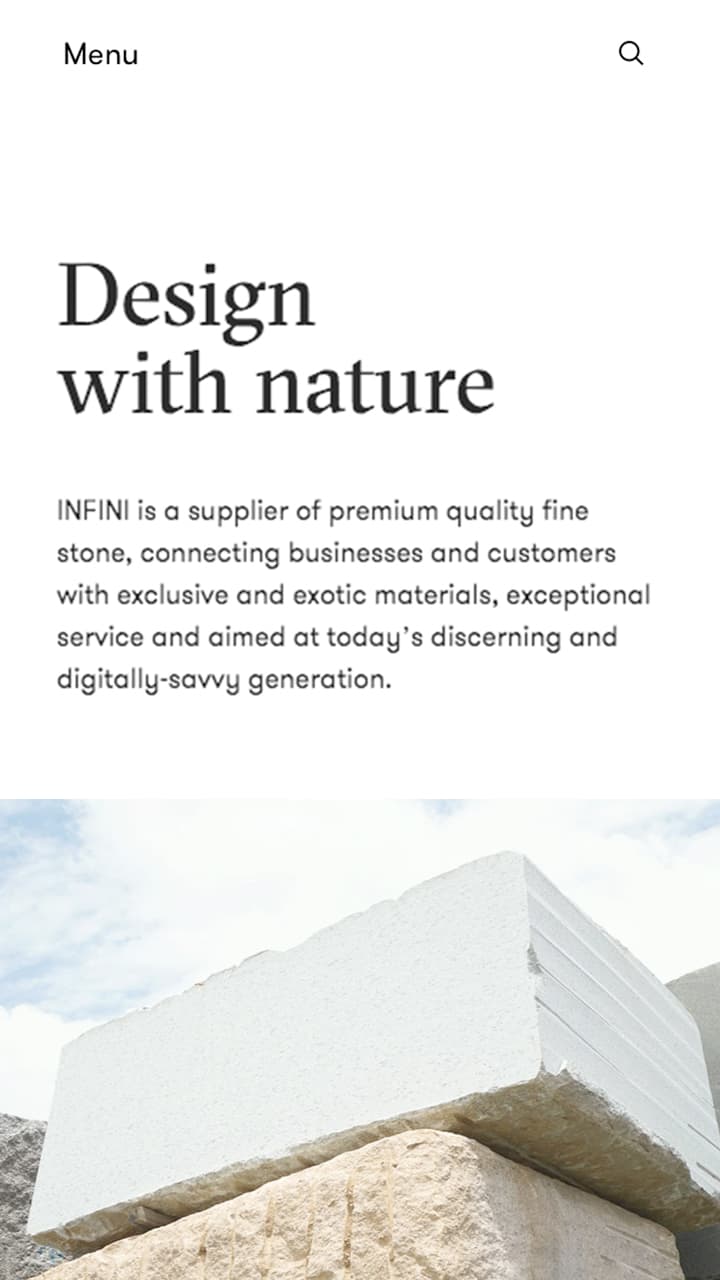 Menu
Design
with nature
INFINI is a supplier of premium quality fine
stone, connecting businesses and customers
with exclusive and exotic materials, exceptional
service and aimed at today’s discerning and
digitally-savvy generation.